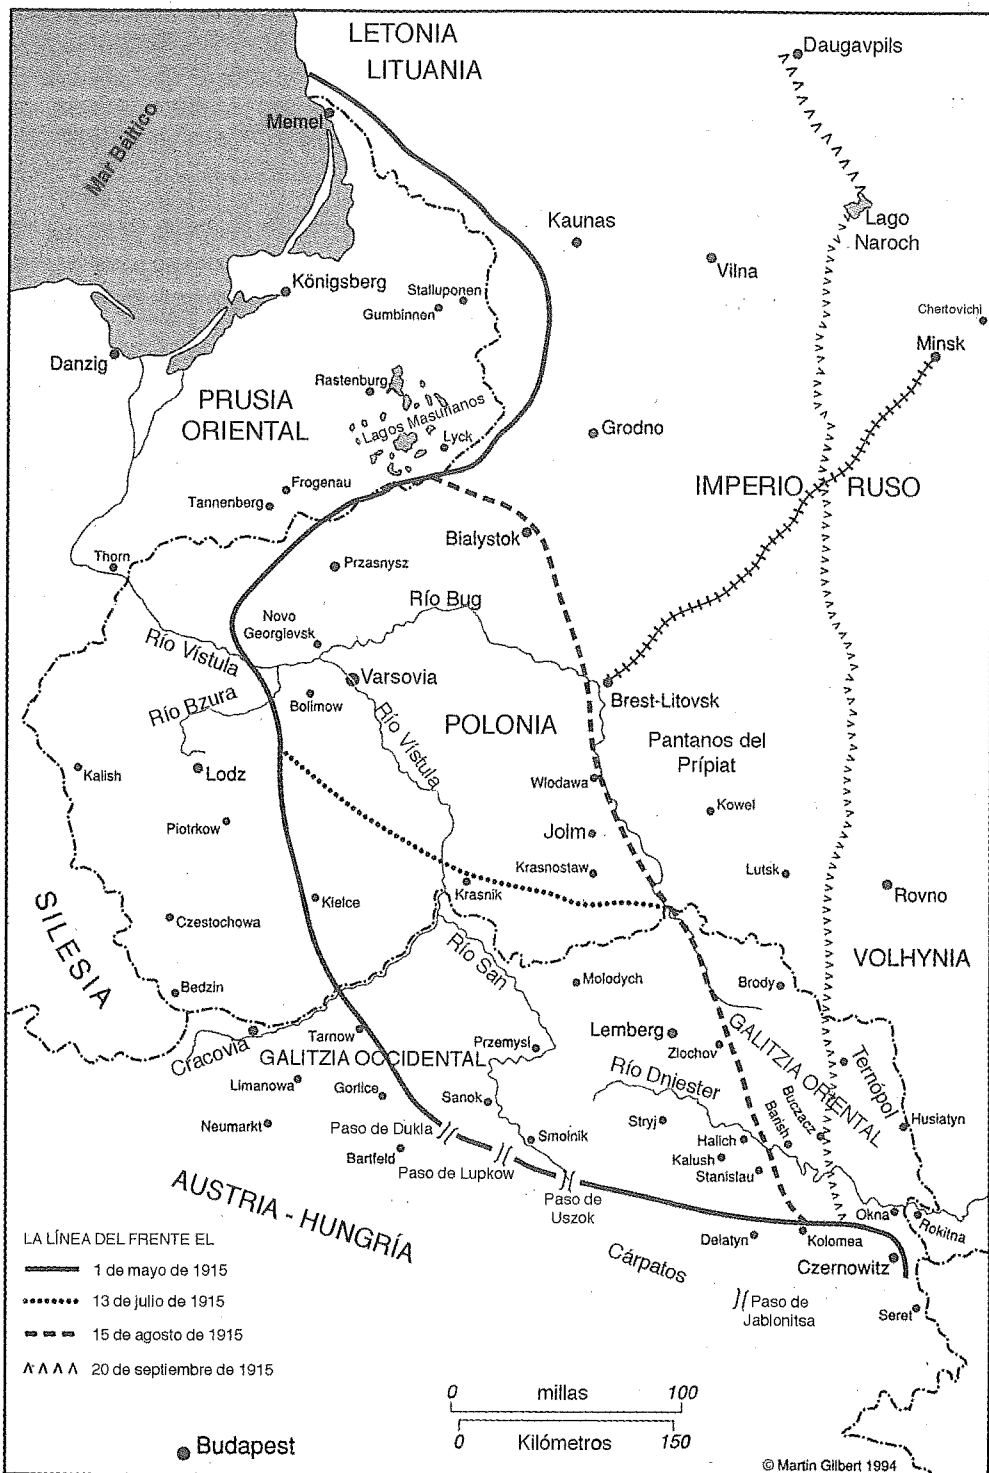 LETONIA
LITUANIA
Daugavpils
Mar Báltico
Memel
Lago
Naroch
Kaunas
Vilna
Königsberg
Stalluponen
Gumbinnen
Chertovichi
Minsk
Danzig
Rastenburg
PRUSIA
ORIENTAL
Lagos Masurianos
Lyck
Grodno
Frogenau
Tannenberg
IMPERIO RUSO
Bialystok
Thorn
Przasnysz
Río Bug
Novo
Georgievsk
Río Vístula
Varsovia
Brest-Litovsk
Río Bzura
Bolimow
Río Vístula
POLONIA
Pantanos del
Prípiat
Kalish
Lodz
Wlodawa
Kowel
Piotrkow
Jolm
Krasnostaw
Lutsk
Krasnik
Rovno
SILESIA
Kielce
Czestochowa
Río San
VOLHYNIA
Bedzin
Molodych
Brody
Cracovia
Tarnow
Przemysl
Lemberg
Zlochov
GALITZIA ORIENTAL
Ternópol
GALITZIA OCCIDENTAL
Limanowa
Gorlice
Sanok
Río Dniester
Buczacz
Barish
Husiatyn
Neumarkt
Paso de Dukla
Smolnik
Stryj
Halich
Bartfeld
Paso de Lupkow
Kalush
Stanislau
AUSTRIA - HUNGRÍA
Paso de
Uszok
Okna
Rokitna
Delatyn
Kolomea
Cárpatos
Czernowitz
Paso de
Jablonitsa
Seret
LA LÍNEA DEL FRENTE EL
1 de mayo de 1915
13 de julio de 1915
15 de agosto de 1915
20 de septiembre de 1915
0 millas 100
0 Kilómetros 150
Budapest
© Martin Gilbert 1994